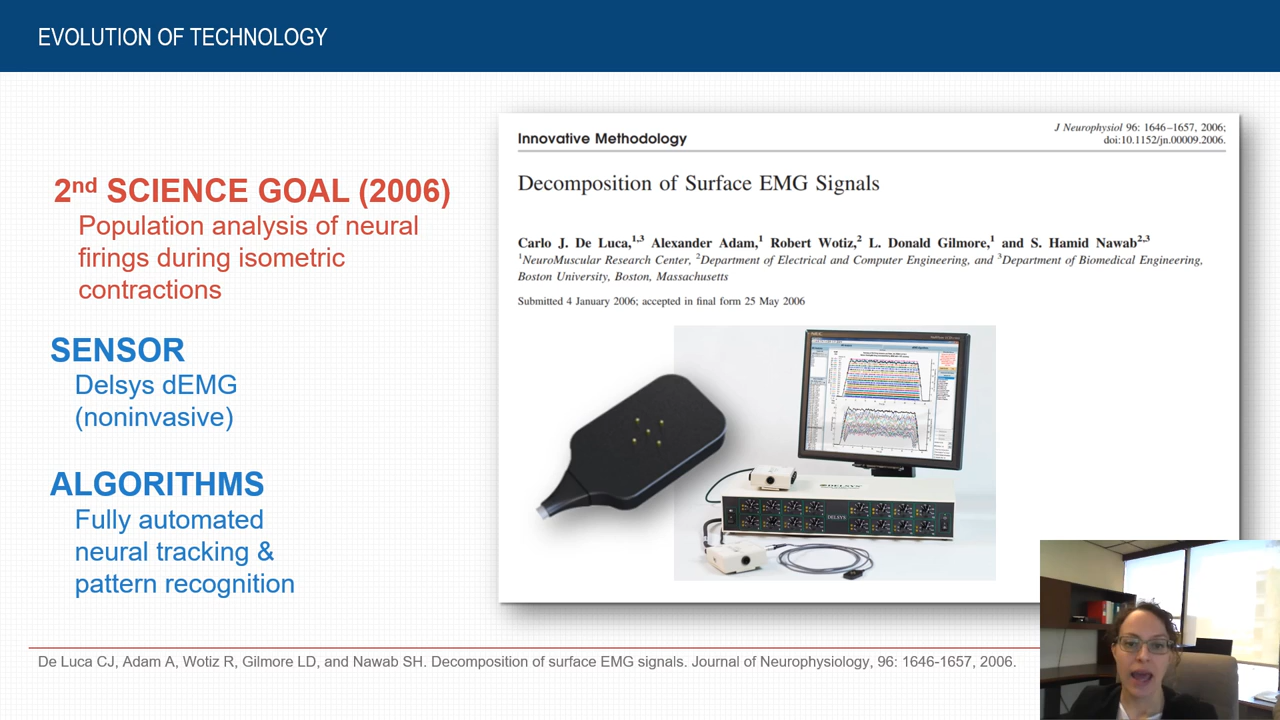 EVOLUTION OF TECHNOLOGY
2nd SCIENCE GOAL (2006)
Population analysis of neural
firings during isometric
contractions
SENSOR
Delsys dEMG
(noninvasive)
ALGORITHMS
Fully automated
neural tracking &
pattern recognition
Innovative Methodology
J Neurophysiol 96: 1646–1657, 2006;
doi:10.1152/jn.00009.2006.
Decomposition of Surface EMG Signals
Carlo J. De Luca,1,3 Alexander Adam,1 Robert Wotiz,2 L. Donald Gilmore,1 and S. Hamid Nawab2,3
1NeuroMuscular Research Center, 2Department of Electrical and Computer Engineering, and 3Department of Biomedical Engineering,
Boston University, Boston, Massachusetts
Submitted 4 January 2006; accepted in final form 25 May 2006
DELSYS
DELSYS
De Luca CJ, Adam A, Wotiz R, Gilmore LD, and Nawab SH. Decomposition of surface EMG signals. Journal of Neurophysiology, 96: 1646-1657, 2006.